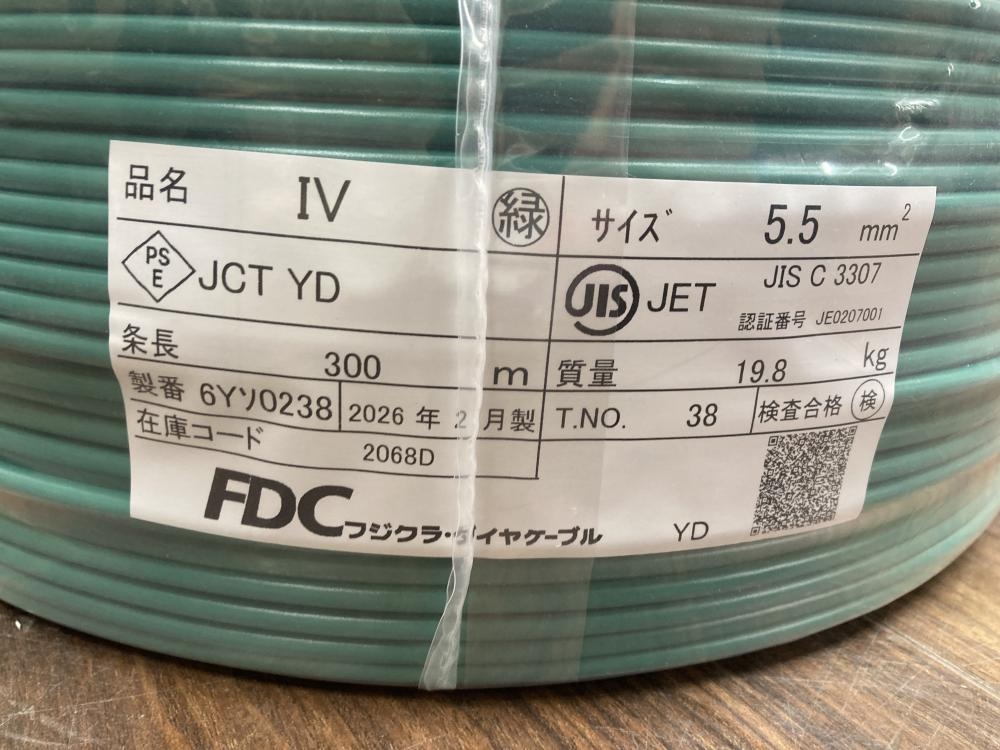 品名 IV 緑 サイズ 5.5 mm²
PS E JCT YD JIS JET JIS C 3307
認証番号 JE0207001
条長 300 m 質量 19.8 kg
製番 6Yソ0238 2026 年 2 月製 T.NO. 38 検査合格 検
在庫コード 2068D
FDC フジクラ・ダイヤケーブル YD